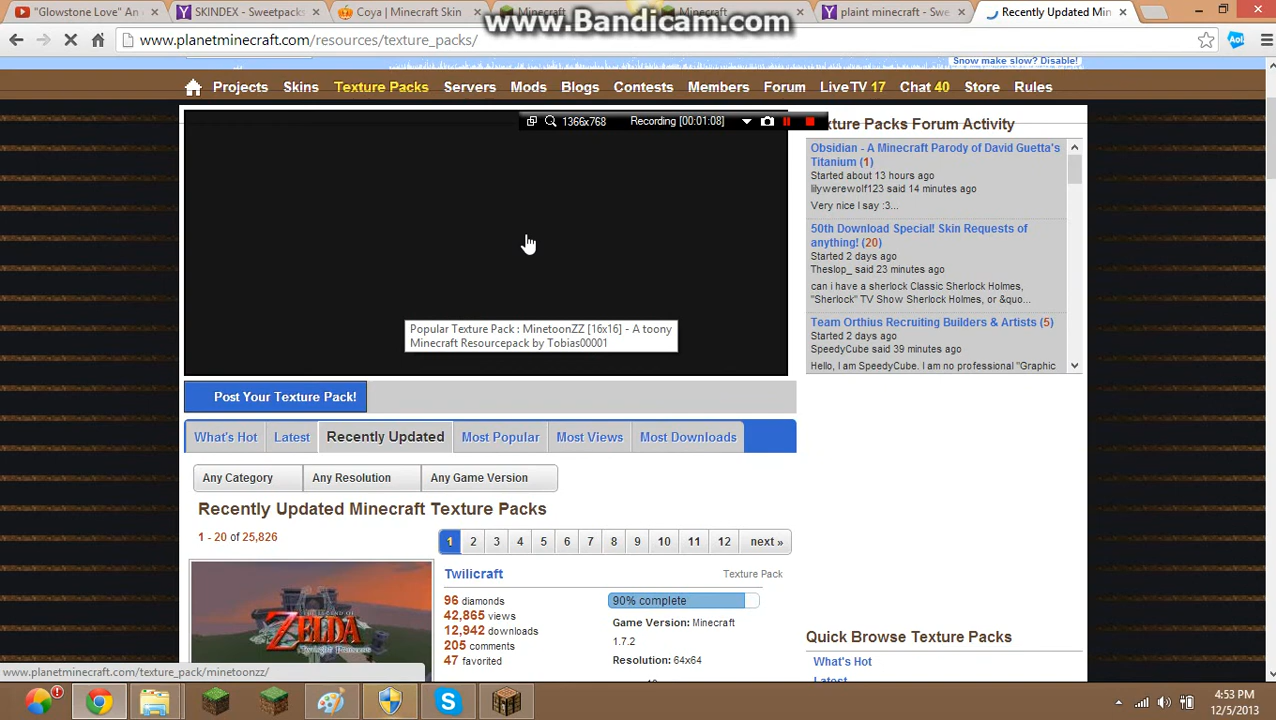 "Glowstone Love" An
SKINDEX - Sweetpacks
Coya | Minecraft Skin
Minecraft
Minecraft
plaint minecraft - Swe
Recently Updated Min
www.Bandicam.com
www.planetminecraft.com/resources/texture_packs/
Aol.
Snow make slow? Disable!
Projects Skins Texture Packs Servers Mods Blogs Contests Members Forum LiveTV 17 Chat 40 Store Rules
1366x768 Recording [00:01:08]
xture Packs Forum Activity
Obsidian - A Minecraft Parody of David Guetta's
Titanium (1)
Started about 13 hours ago
lilywerewolf123 said 14 minutes ago
Very nice I say :3...
50th Download Special! Skin Requests of
anything! (20)
Started 2 days ago
Theslop_ said 23 minutes ago
can i have a sherlock Classic Sherlock Holmes,
"Sherlock" TV Show Sherlock Holmes, or &quo...
Team Orthius Recruiting Builders & Artists (5)
Started 2 days ago
SpeedyCube said 39 minutes ago
Hello, I am SpeedyCube. I am no professional "Graphic
Popular Texture Pack : MinetoonZZ [16x16] - A toony
Minecraft Resourcepack by Tobias00001
Post Your Texture Pack!
What's Hot Latest Recently Updated Most Popular Most Views Most Downloads
Any Category Any Resolution Any Game Version
Recently Updated Minecraft Texture Packs
1 - 20 of 25,826
1 2 3 4 5 6 7 8 9 10 11 12 next »
Twilicraft
Texture Pack
96 diamonds
42,865 views
12,942 downloads
205 comments
47 favorited
90% complete
Game Version: Minecraft
1.7.2
Resolution: 64x64
THE LEGEND OF
ZELDA
Twilight Princess
Quick Browse Texture Packs
What's Hot
www.planetminecraft.com/texture_pack/minetoonzz/
4:53 PM
12/5/2013